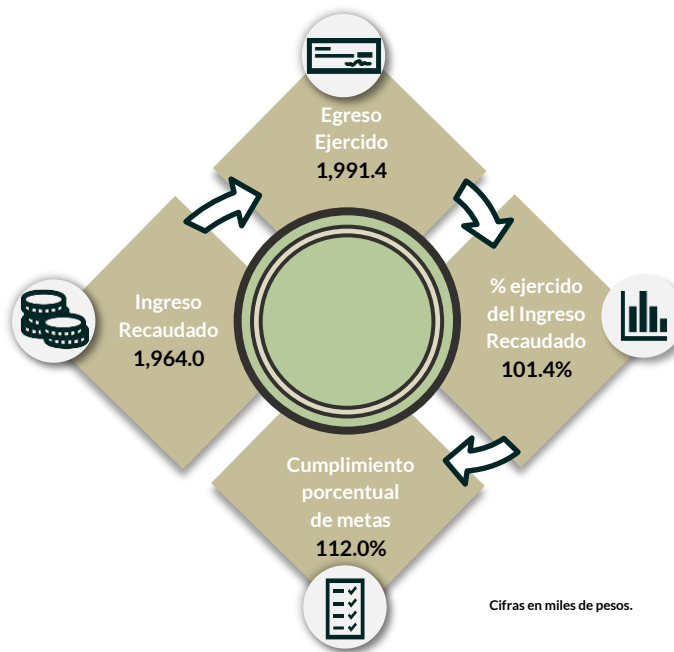 Egreso
Ejercido
1,991.4
Ingreso
Recaudado
1,964.0
% ejercido
del Ingreso
Recaudado
101.4%
Cumplimiento
porcentual
de metas
112.0%
Cifras en miles de pesos.